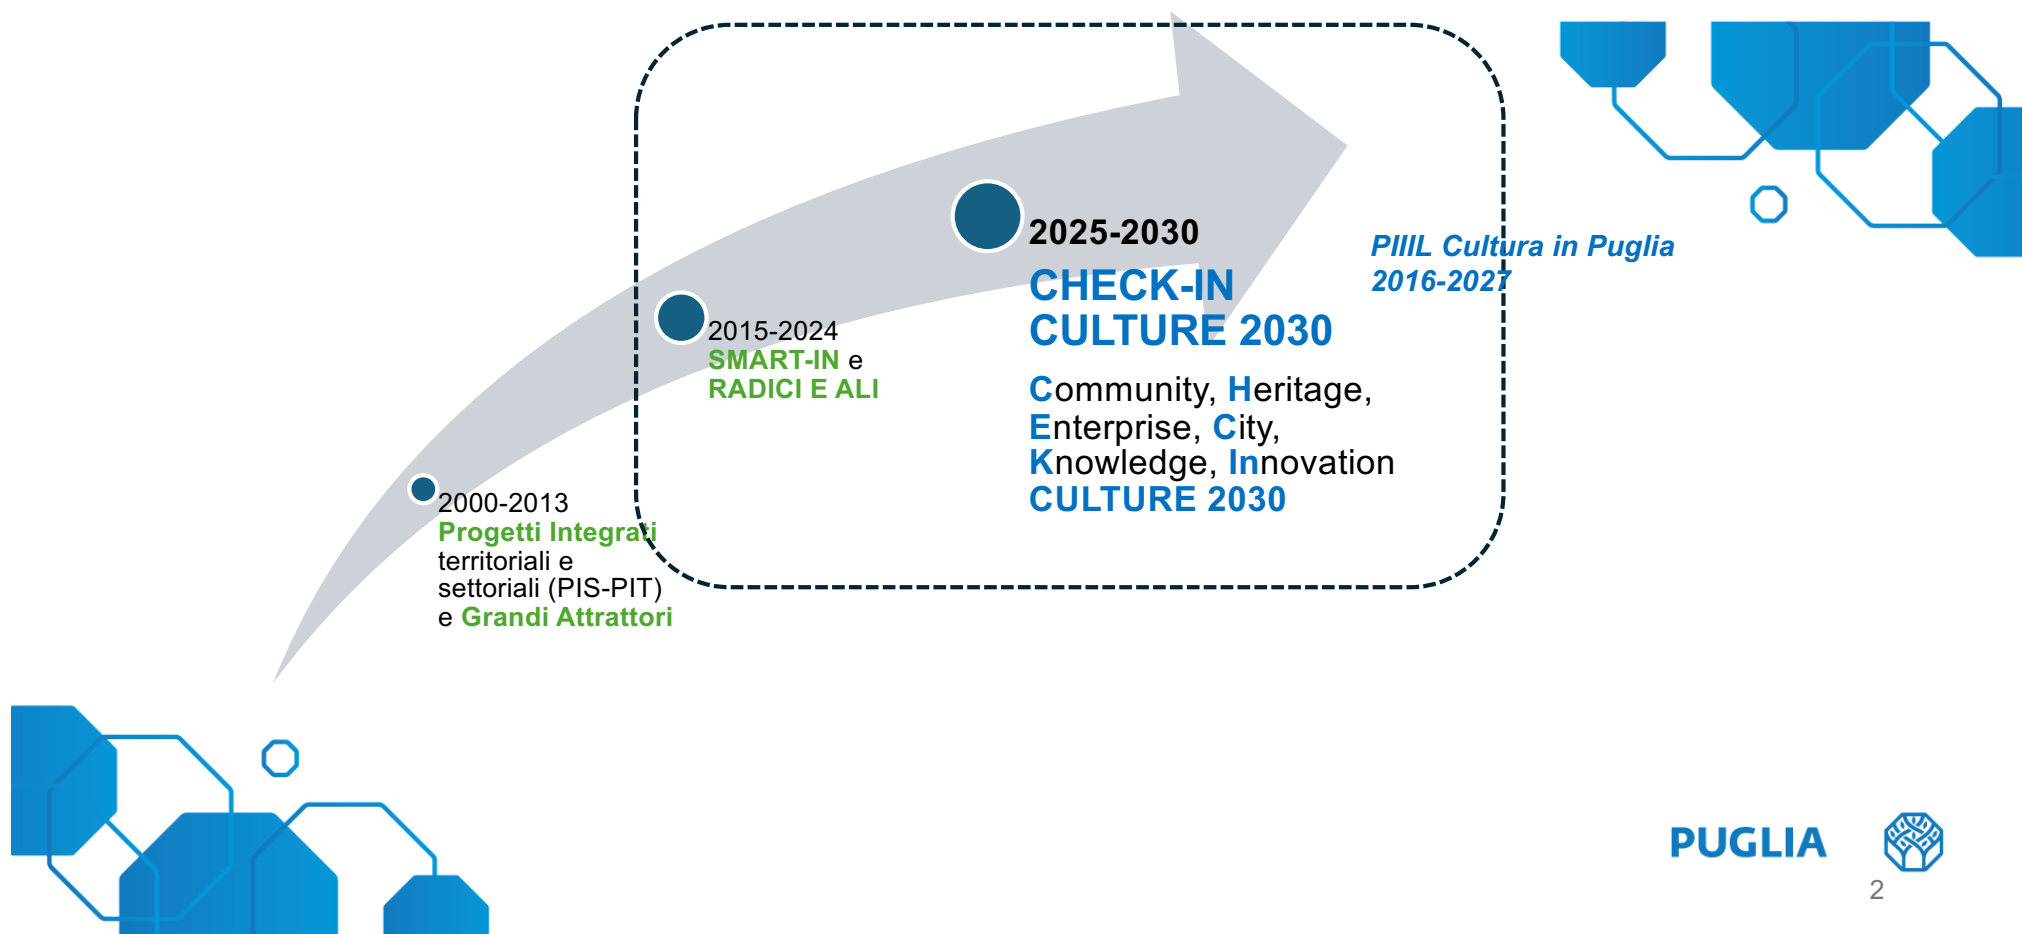 2025-2030
CHECK-IN
CULTURE 2030
Community, Heritage,
Enterprise, City,
Knowledge, Innovation
CULTURE 2030
PIIIL Cultura in Puglia
2016-2027
2015-2024
SMART-IN e
RADICI E ALI
2000-2013
Progetti Integrati
territoriali e
settoriali (PIS-PIT)
e Grandi Attrattori
PUGLIA
2